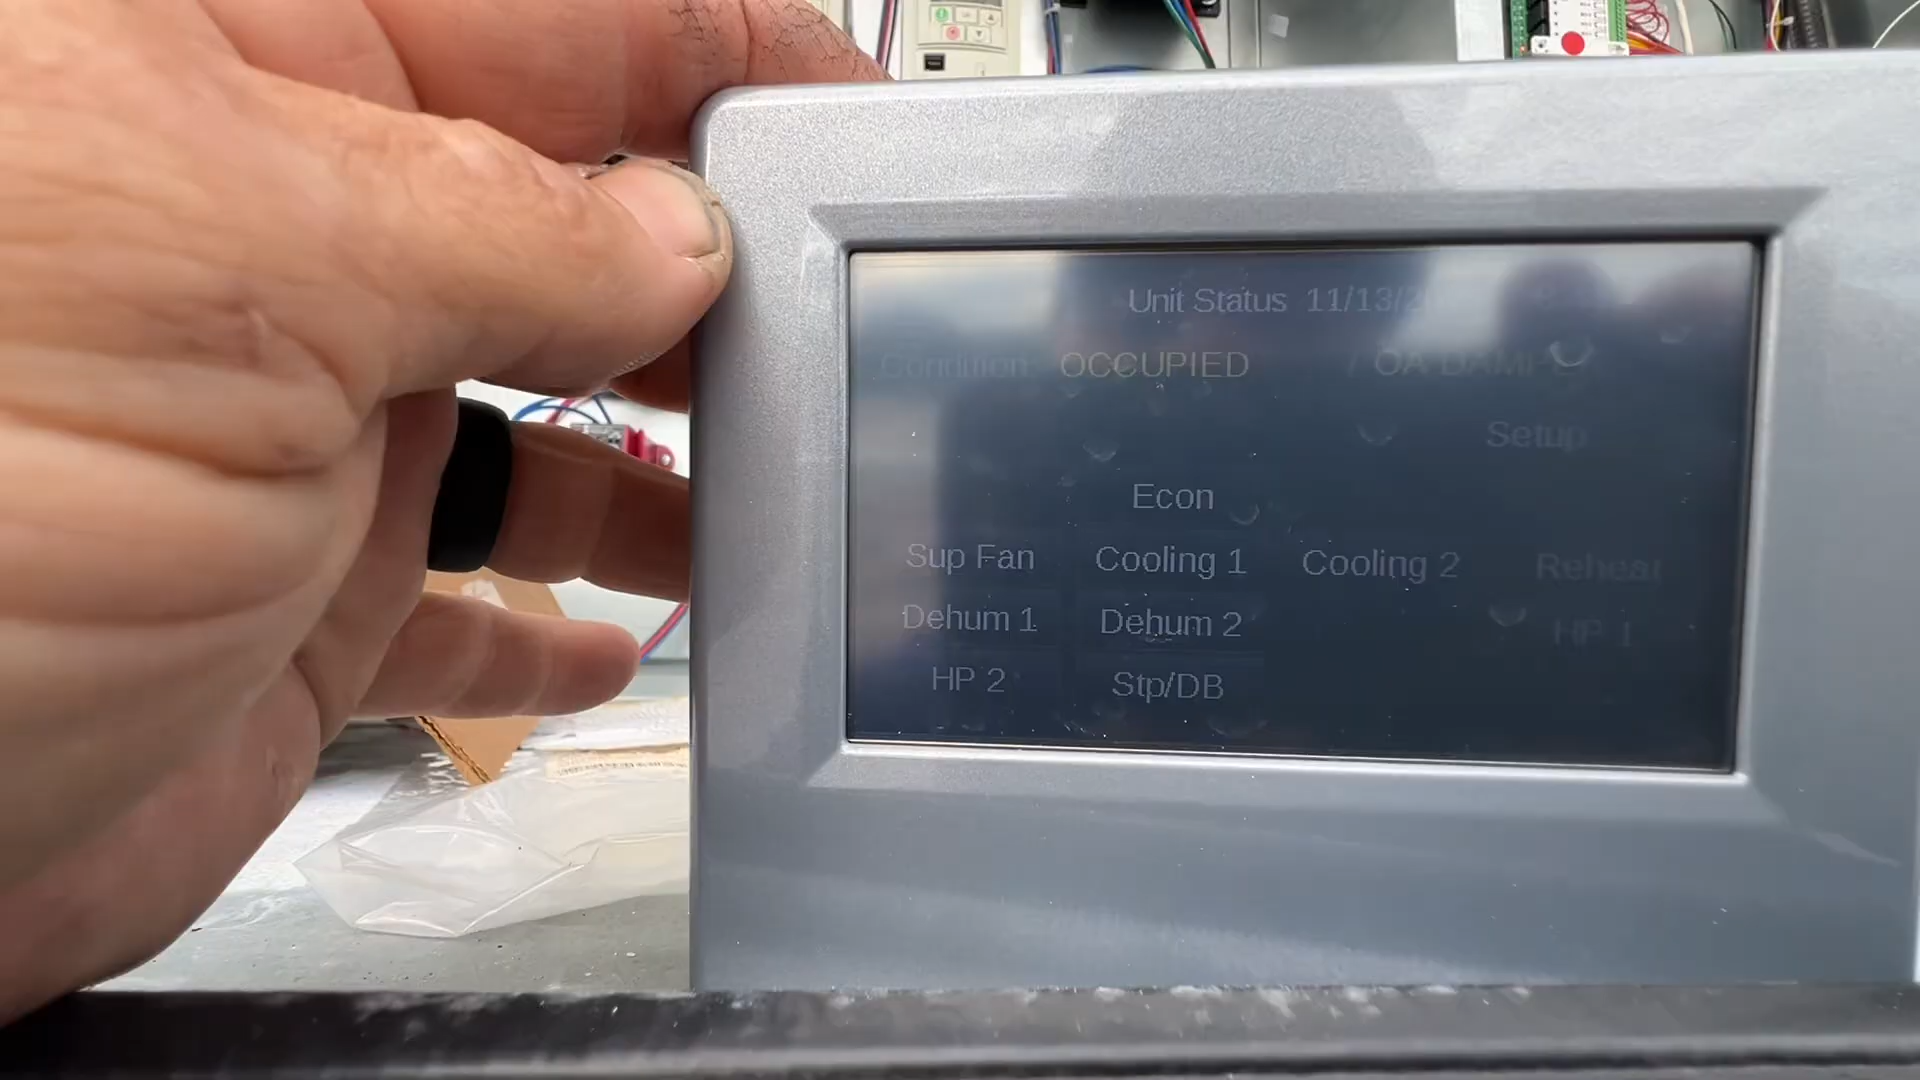 Unit Status 11/13/2
Condition OCCUPIED / OA DAMPER
Setup
Econ
Sup Fan Cooling 1 Cooling 2 Reheat
Dehum 1 Dehum 2 HP 1
HP 2 Stp/DB